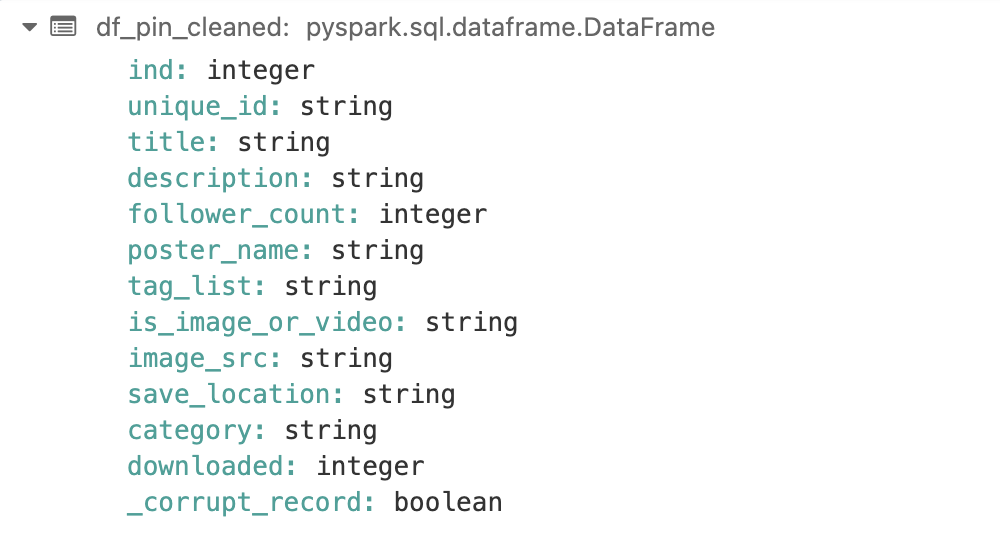 df_pin_cleaned: pyspark.sql.dataframe.DataFrame
ind: integer
unique_id: string
title: string
description: string
follower_count: integer
poster_name: string
tag_list: string
is_image_or_video: string
image_src: string
save_location: string
category: string
downloaded: integer
_corrupt_record: boolean